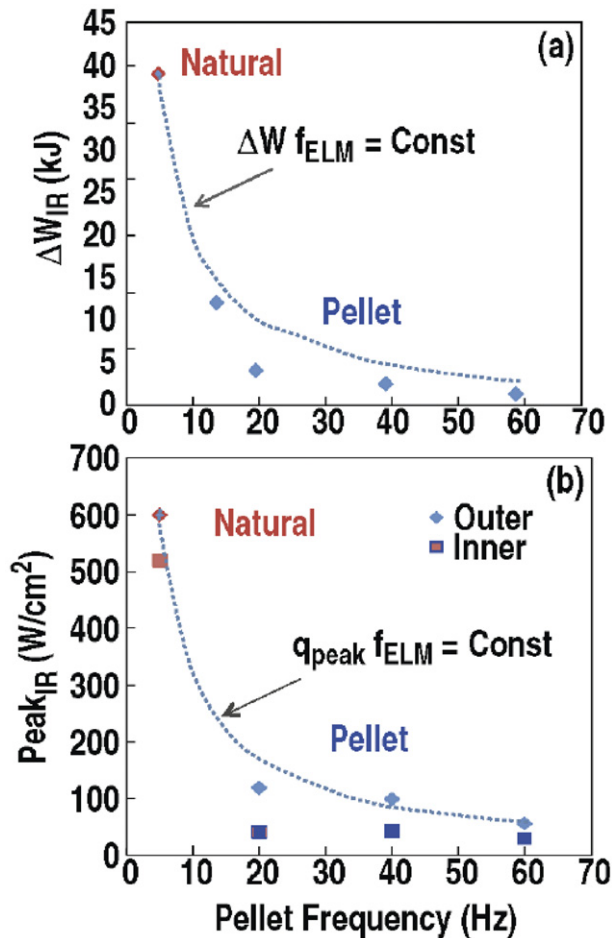 45
(a)
40
Natural
35
30
ΔW f_ELM = Const
25
ΔW_IR (kJ)
20
15
Pellet
10
5
0
0 10 20 30 40 50 60 70
700
(b)
600
Natural
Outer
Inner
500
400
q_peak f_ELM = Const
Peak_IR (W/cm²)
300
Pellet
200
100
0
0 10 20 30 40 50 60 70
Pellet Frequency (Hz)